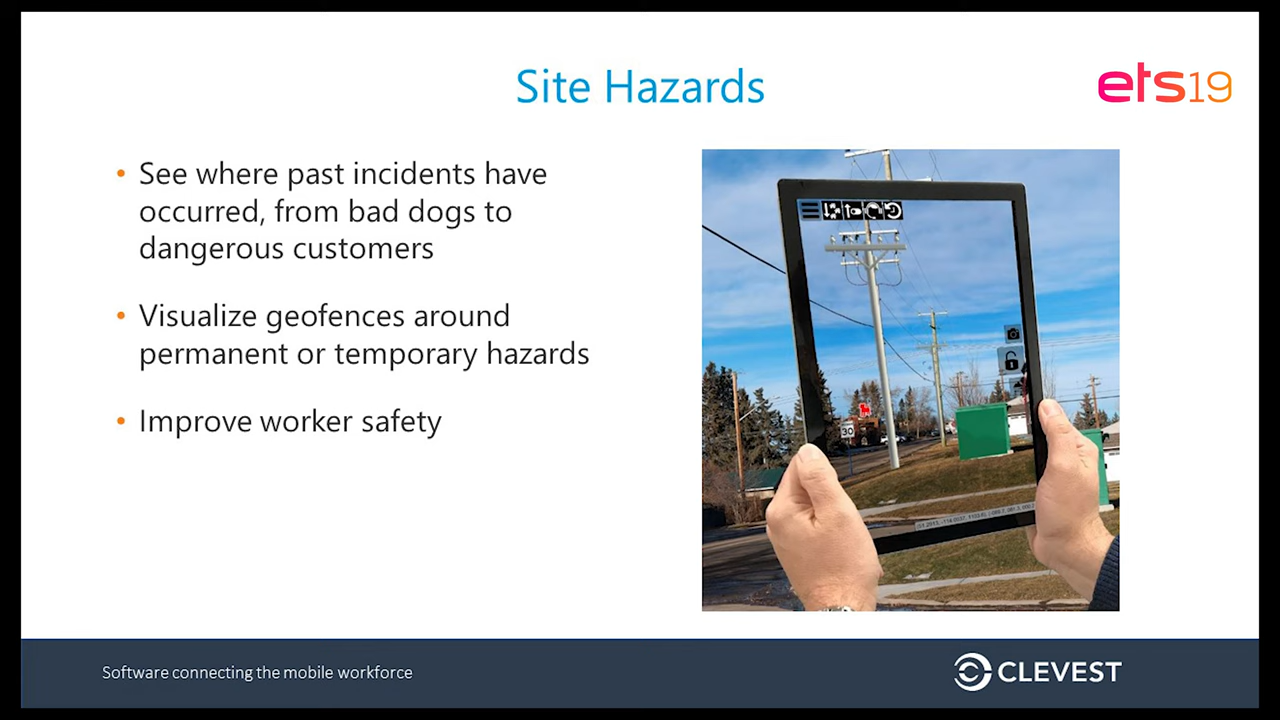 Site Hazards
ets19
• See where past incidents have
occurred, from bad dogs to
dangerous customers
• Visualize geofences around
permanent or temporary hazards
• Improve worker safety
30
Software connecting the mobile workforce
CLEVEST